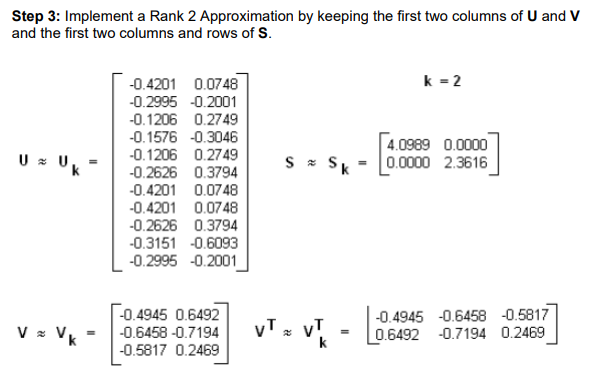 Step 3: Implement a Rank 2 Approximation by keeping the first two columns of U and V
and the first two columns and rows of S.
k = 2
U ≈ Uk =
-0.4201 0.0748
-0.2995 -0.2001
-0.1206 0.2749
-0.1576 -0.3046
-0.1206 0.2749
-0.2626 0.3794
-0.4201 0.0748
-0.4201 0.0748
-0.2626 0.3794
-0.3151 -0.6093
-0.2995 -0.2001
S ≈ Sk =
4.0989 0.0000
0.0000 2.3616
V ≈ Vk =
-0.4945 0.6492
-0.6458 -0.7194
-0.5817 0.2469
VT ≈ VTk =
-0.4945 -0.6458 -0.5817
0.6492 -0.7194 0.2469